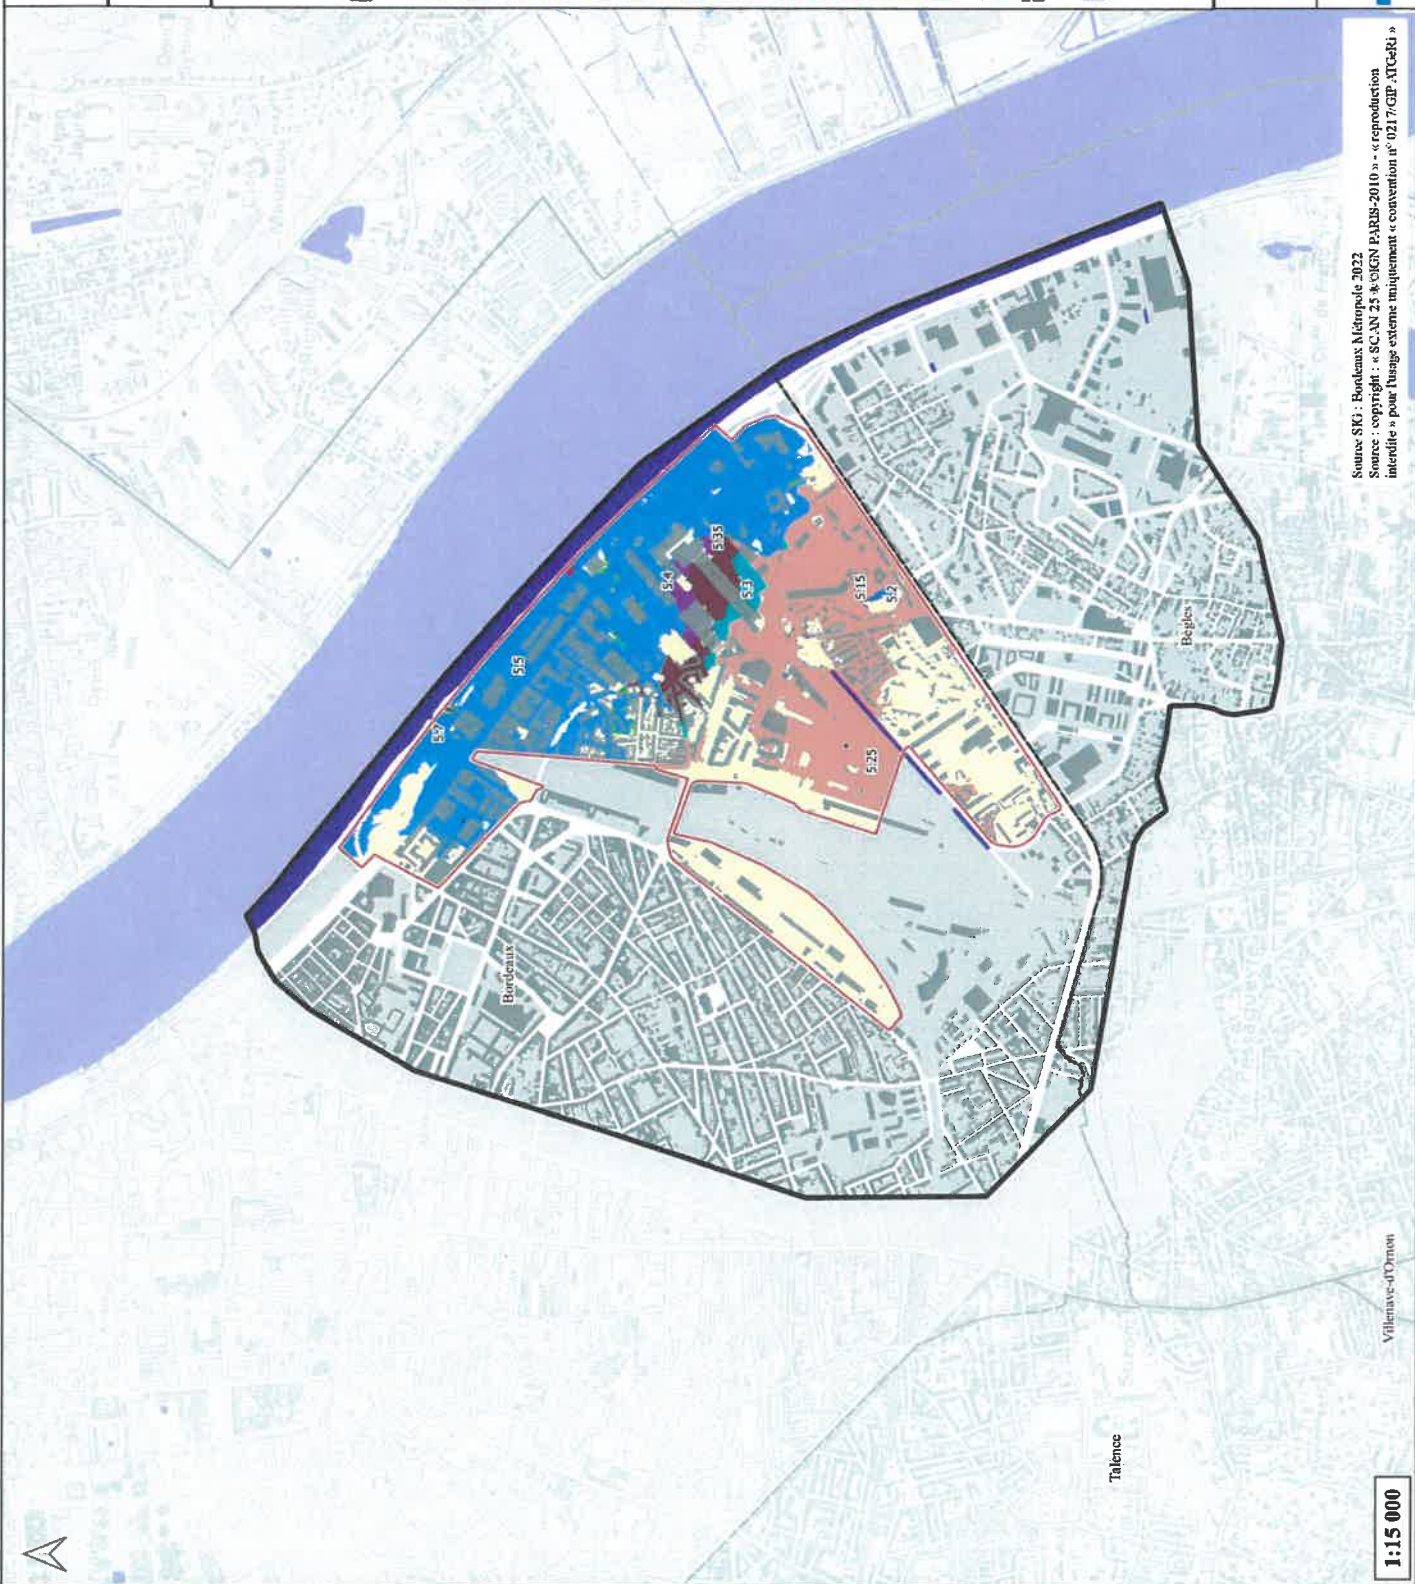 5.7
5.5
5.4
5.35
5.3
5.15
5.2
5.25
Bordeaux
Bègles
Talence
Villenave-d'Ornon
1:15 000
Source SIG : Bordeaux Métropole 2022
Source : copyright : « SCAN 25 ®©IGN PARIS-2010 » - « reproduction
interdite » pour l'usage externe uniquement « convention n° 0217/GIP ATGeRi »